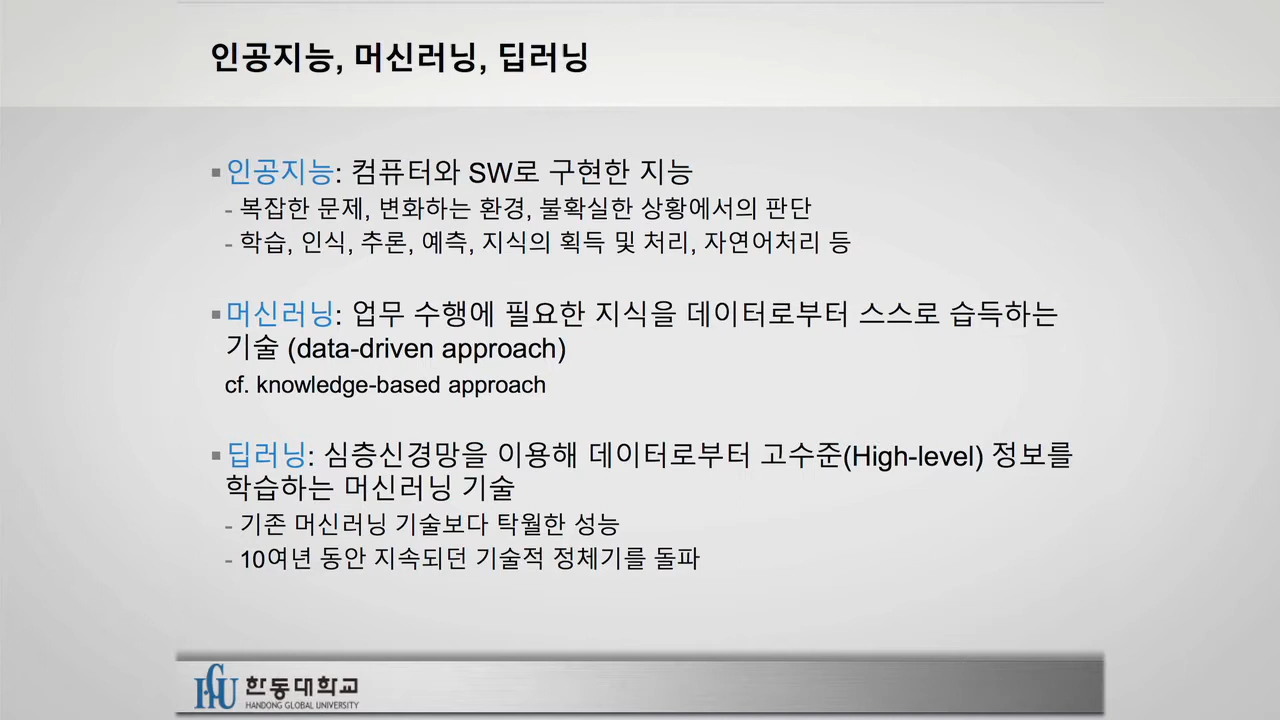 인공지능, 머신러닝, 딥러닝
▪인공지능: 컴퓨터와 SW로 구현한 지능
- 복잡한 문제, 변화하는 환경, 불확실한 상황에서의 판단
- 학습, 인식, 추론, 예측, 지식의 획득 및 처리, 자연어처리 등
▪머신러닝: 업무 수행에 필요한 지식을 데이터로부터 스스로 습득하는
기술 (data-driven approach)
cf. knowledge-based approach
▪딥러닝: 심층신경망을 이용해 데이터로부터 고수준(High-level) 정보를
학습하는 머신러닝 기술
- 기존 머신러닝 기술보다 탁월한 성능
- 10여년 동안 지속되던 기술적 정체기를 돌파
HGU 한동대학교
HANDONG GLOBAL UNIVERSITY